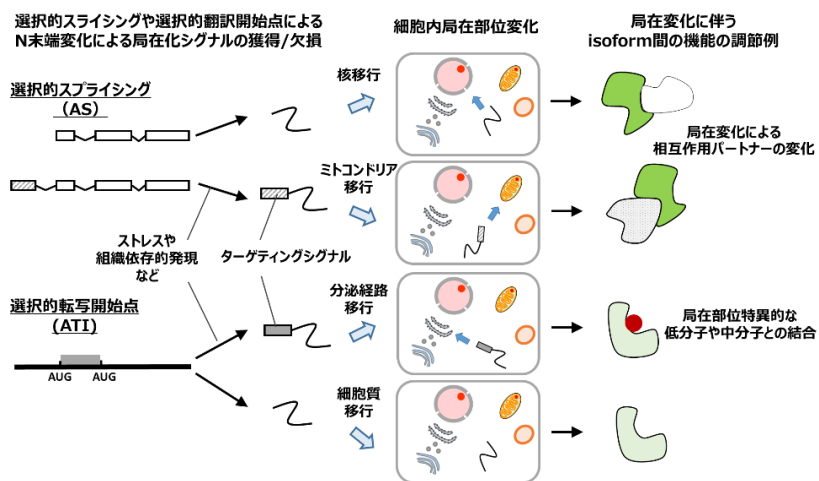 選択的スライシングや選択的翻訳開始点による
N末端変化による局在化シグナルの獲得/欠損
細胞内局在部位変化
局在変化に伴う
isoform間の機能の調節例
選択的スプライシング
（AS）
核移行
局在変化による
相互作用パートナーの変化
ミトコンドリア
移行
ストレスや
組織依存的発現
など
ターゲティングシグナル
選択的転写開始点
(ATI)
AUG
AUG
分泌経路
移行
局在部位特異的な
低分子や中分子との結合
細胞質
移行